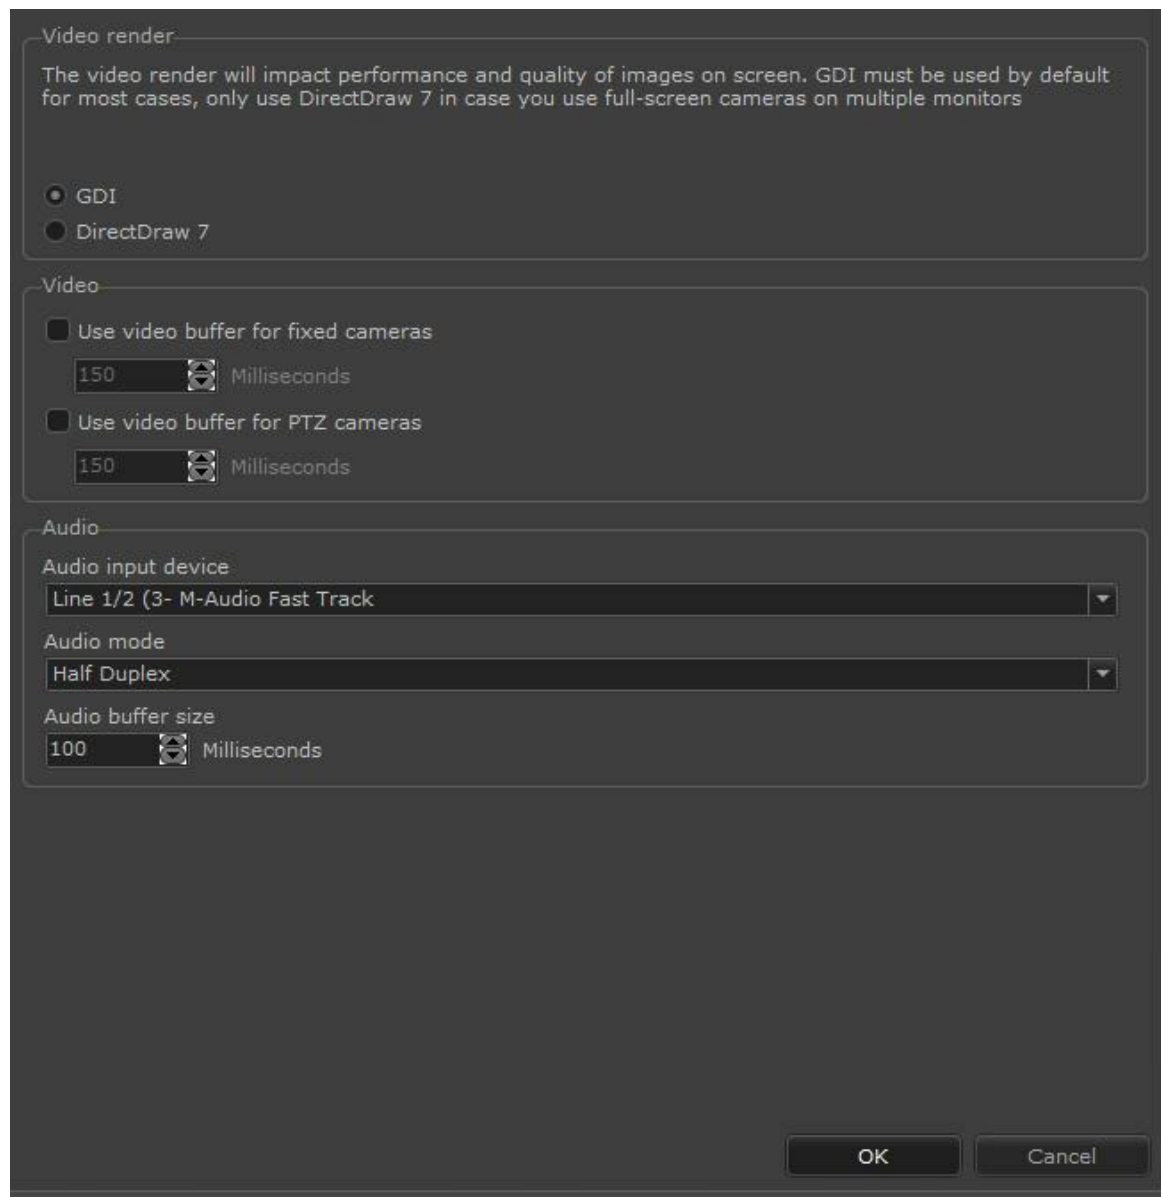 Video render
The video render will impact performance and quality of images on screen. GDI must be used by default
for most cases, only use DirectDraw 7 in case you use full-screen cameras on multiple monitors
GDI
DirectDraw 7
Video
Use video buffer for fixed cameras
150 Milliseconds
Use video buffer for PTZ cameras
150 Milliseconds
Audio
Audio input device
Line 1/2 (3- M-Audio Fast Track
Audio mode
Half Duplex
Audio buffer size
100 Milliseconds
OK Cancel